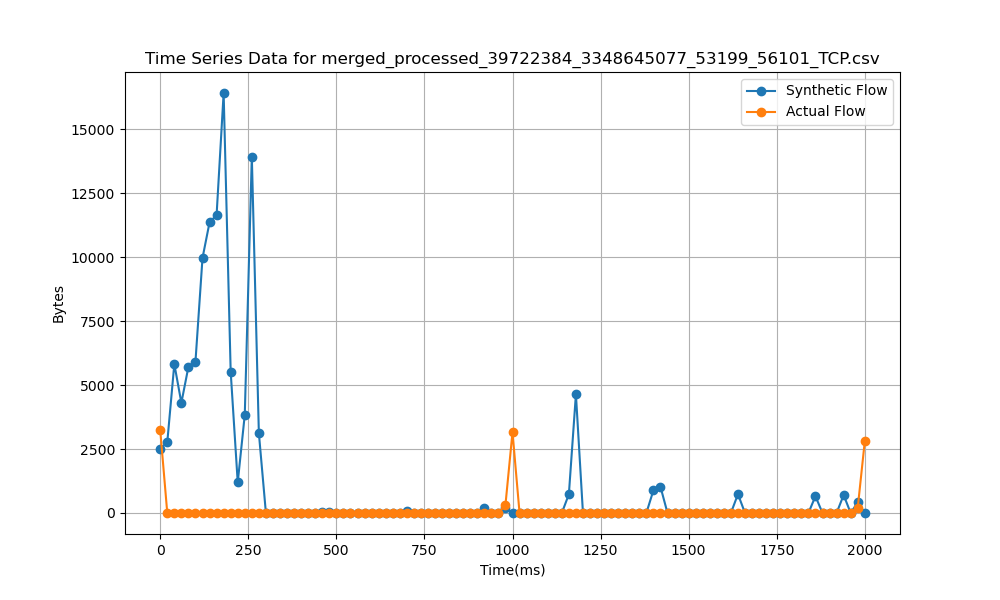 Time Series Data for merged_processed_39722384_3348645077_53199_56101_TCP.csv
Synthetic Flow
Actual Flow
Bytes
15000
12500
10000
7500
5000
2500
0
0 250 500 750 1000 1250 1500 1750 2000
Time(ms)